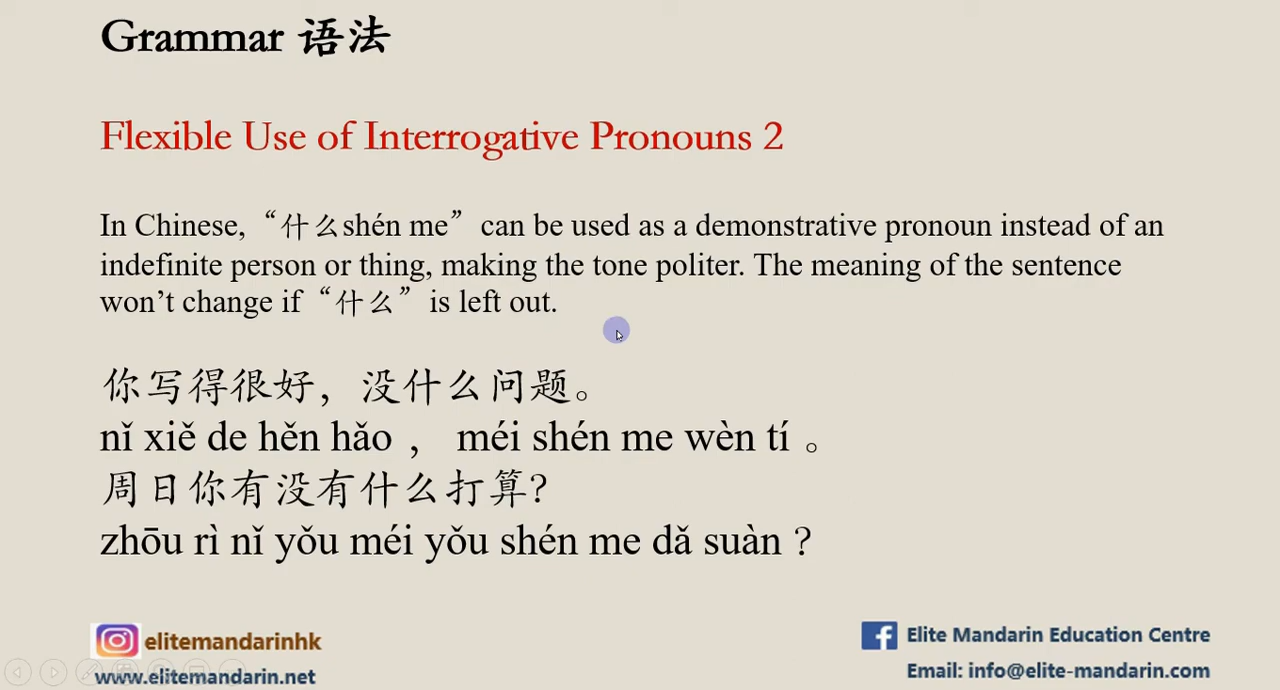 Grammar 语法
Flexible Use of Interrogative Pronouns 2
In Chinese,“什么shén me” can be used as a demonstrative pronoun instead of an
indefinite person or thing, making the tone politer. The meaning of the sentence
won’t change if“什么”is left out.
你写得很好，没什么问题。
nǐ xiě de hěn hǎo ， méi shén me wèn tí 。
周日你有没有什么打算?
zhōu rì nǐ yǒu méi yǒu shén me dǎ suàn ?
elitemandarinhk
www.elitemandarin.net
Elite Mandarin Education Centre
Email: info@elite-mandarin.com